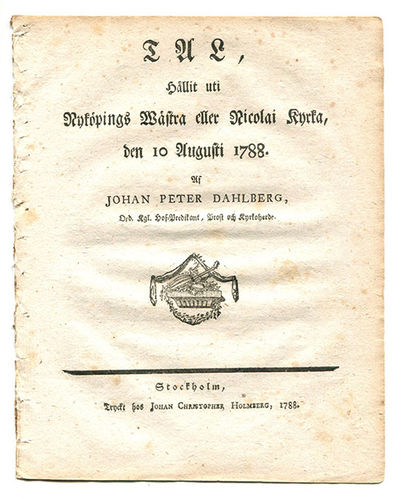 TAL,
Hållit uti
Nyköpings Wästra eller Nicolai Kyrka,
den 10 Augusti 1788.
Af
JOHAN PETER DAHLBERG,
Ord. Kgl. Hof-Predikant, Prost och Kyrkoherde.
Stockholm,
Tryckt hos JOHAN CHRISTOPHER HOLMBERG, 1788.